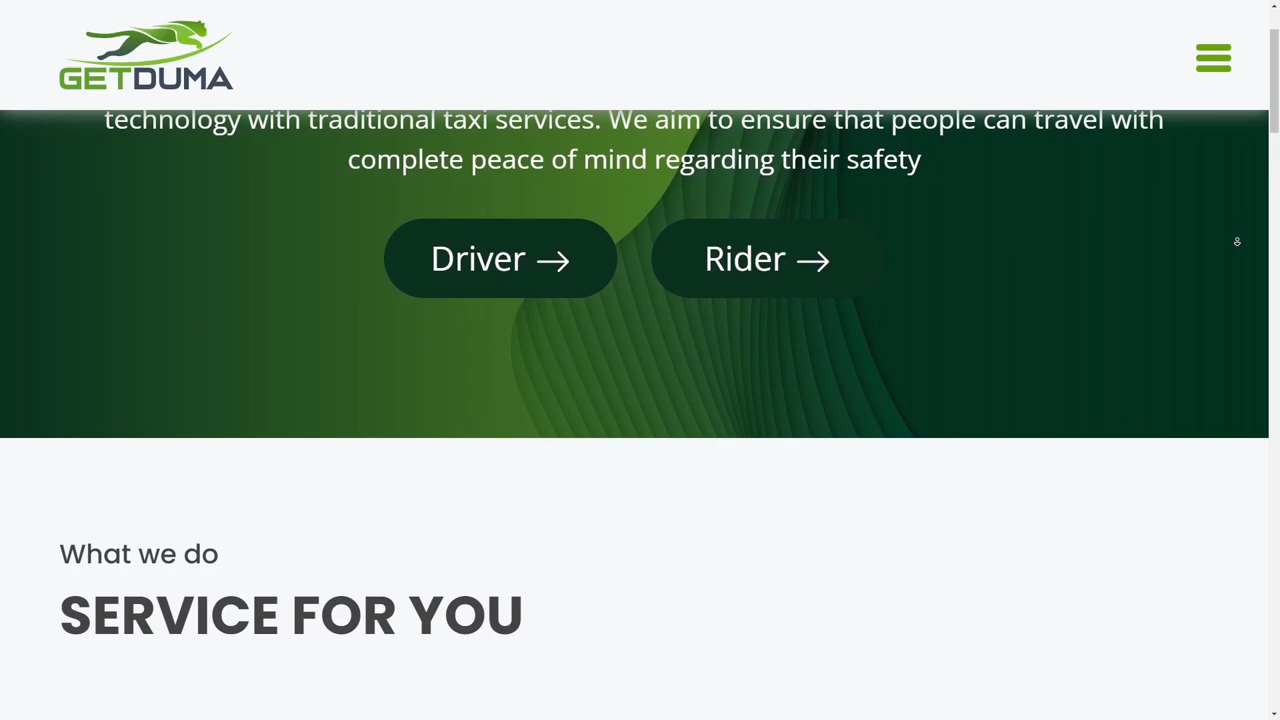 GETDUMA
technology with traditional taxi services. We aim to ensure that people can travel with
complete peace of mind regarding their safety
Driver →
Rider →
What we do
SERVICE FOR YOU